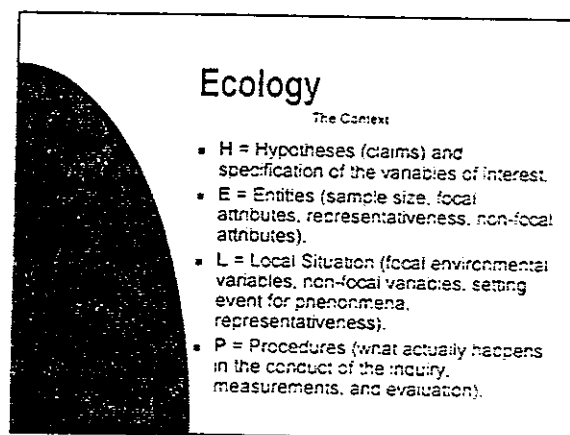 Ecology
The Context
▪ H = Hypotheses (claims) and
specification of the variables of interest.
▪ E = Entities (sample size, focal
attributes, representativeness, non-focal
attributes).
▪ L = Local Situation (focal environmental
variables, non-focal variables, setting
event for phenonmena,
representativeness).
▪ P = Procedures (what actually happens
in the conduct of the inquiry,
measurements, and evaluation).